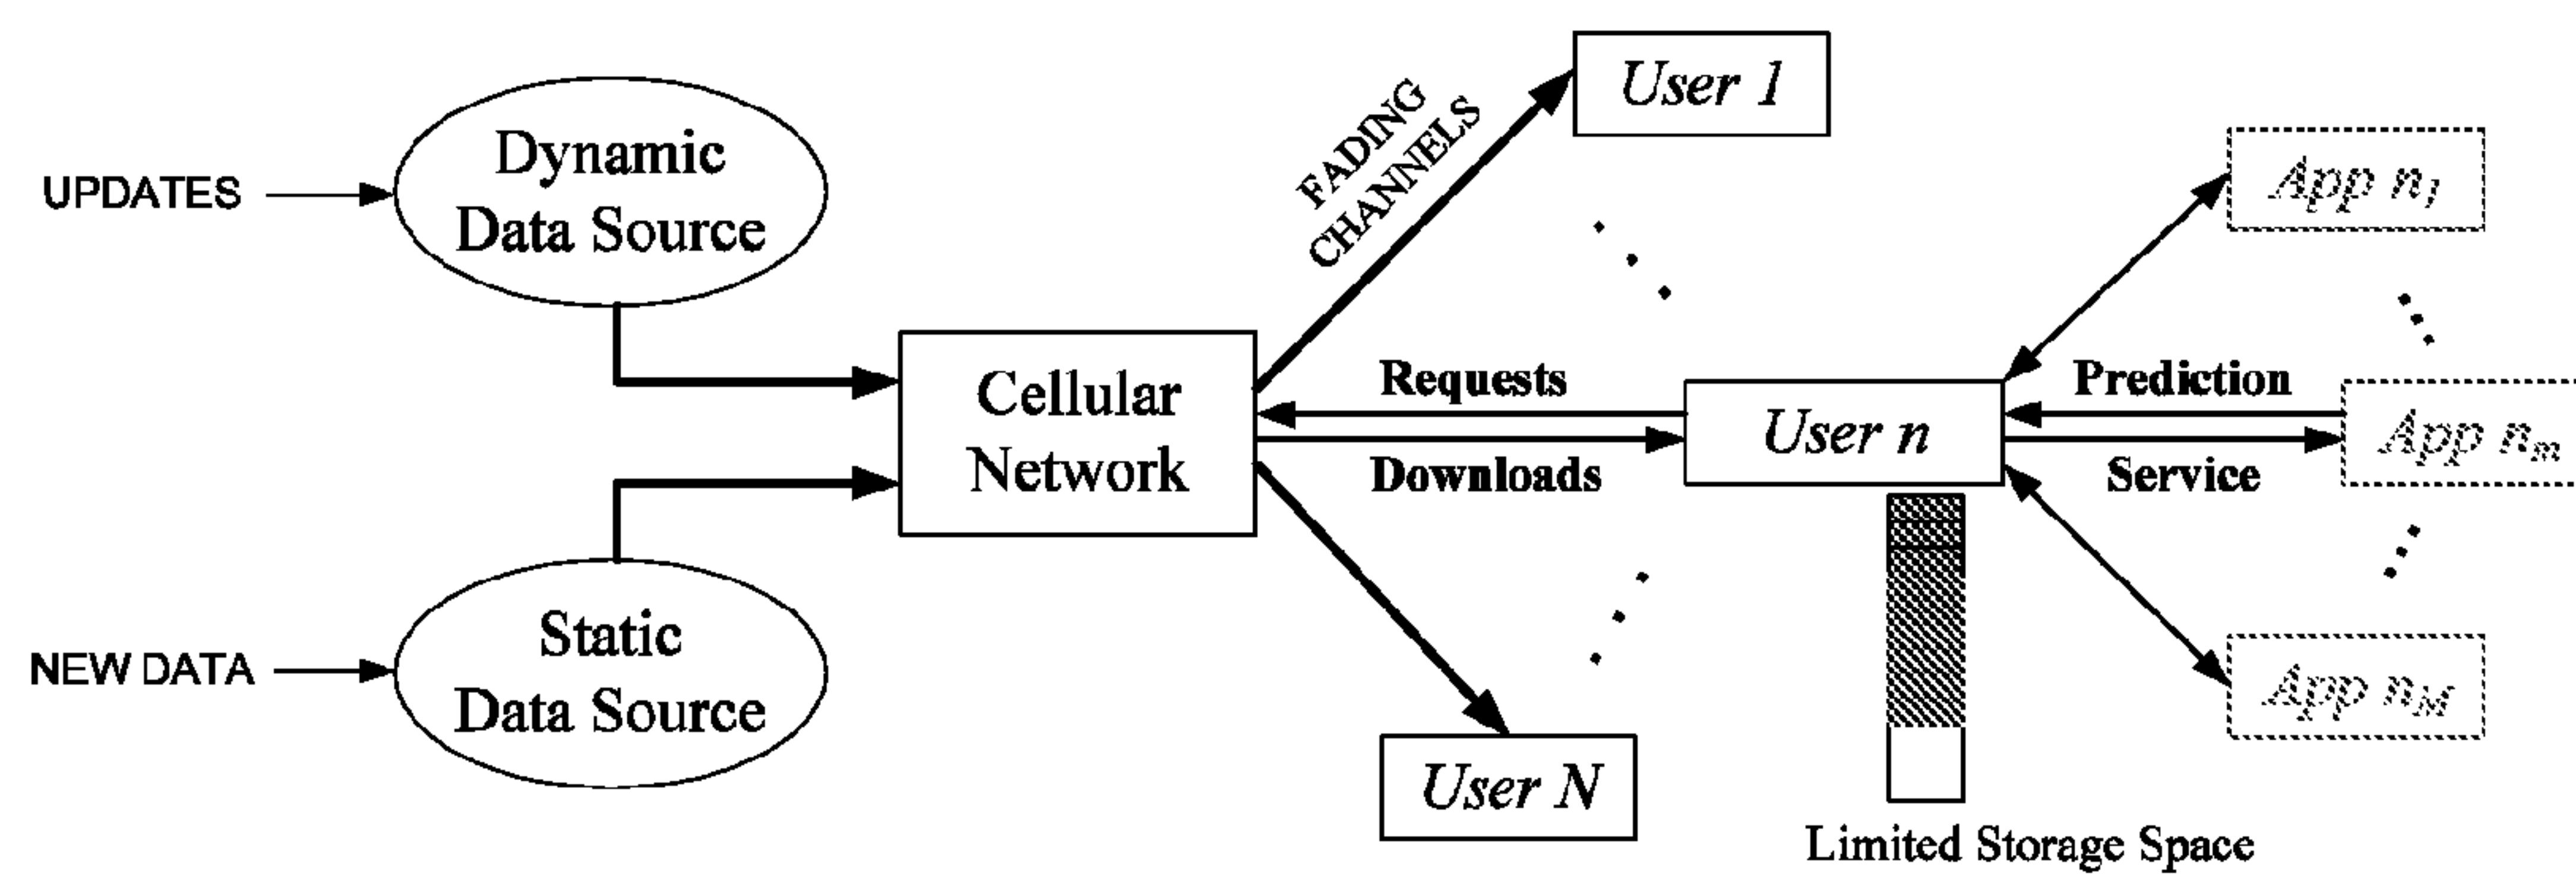 UPDATES
Dynamic
Data Source
NEW DATA
Static
Data Source
Cellular
Network
FADING
CHANNELS
User 1
Requests
Downloads
User n
User N
Limited Storage Space
Prediction
Service
App n1
App nm
App nM